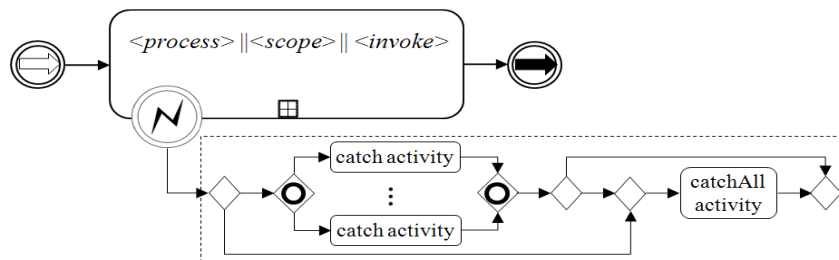 <process> || <scope> || <invoke>
catch activity
catch activity
catchAll
activity